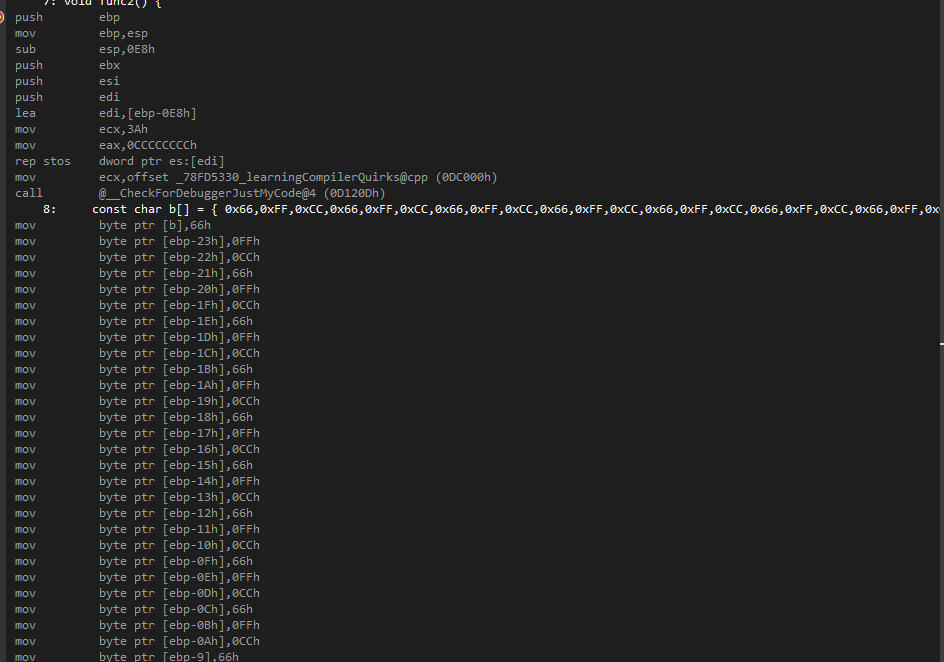 7: void func2() {
push ebp
mov ebp,esp
sub esp,0E8h
push ebx
push esi
push edi
lea edi,[ebp-0E8h]
mov ecx,3Ah
mov eax,0CCCCCCCCh
rep stos dword ptr es:[edi]
mov ecx,offset _78FD5330_learningCompilerQuirks@cpp (0DC000h)
call @__CheckForDebuggerJustMyCode@4 (0D120Dh)
8: const char b[] = { 0x66,0xFF,0xCC,0x66,0xFF,0xCC,0x66,0xFF,0xCC,0x66,0xFF,0xCC,0x66,0xFF,0xCC,0x66,0xFF,0xCC,0x66,0xFF,0x
mov byte ptr [b],66h
mov byte ptr [ebp-23h],0FFh
mov byte ptr [ebp-22h],0CCh
mov byte ptr [ebp-21h],66h
mov byte ptr [ebp-20h],0FFh
mov byte ptr [ebp-1Fh],0CCh
mov byte ptr [ebp-1Eh],66h
mov byte ptr [ebp-1Dh],0FFh
mov byte ptr [ebp-1Ch],0CCh
mov byte ptr [ebp-1Bh],66h
mov byte ptr [ebp-1Ah],0FFh
mov byte ptr [ebp-19h],0CCh
mov byte ptr [ebp-18h],66h
mov byte ptr [ebp-17h],0FFh
mov byte ptr [ebp-16h],0CCh
mov byte ptr [ebp-15h],66h
mov byte ptr [ebp-14h],0FFh
mov byte ptr [ebp-13h],0CCh
mov byte ptr [ebp-12h],66h
mov byte ptr [ebp-11h],0FFh
mov byte ptr [ebp-10h],0CCh
mov byte ptr [ebp-0Fh],66h
mov byte ptr [ebp-0Eh],0FFh
mov byte ptr [ebp-0Dh],0CCh
mov byte ptr [ebp-0Ch],66h
mov byte ptr [ebp-0Bh],0FFh
mov byte ptr [ebp-0Ah],0CCh
mov byte ptr [ebp-9],66h